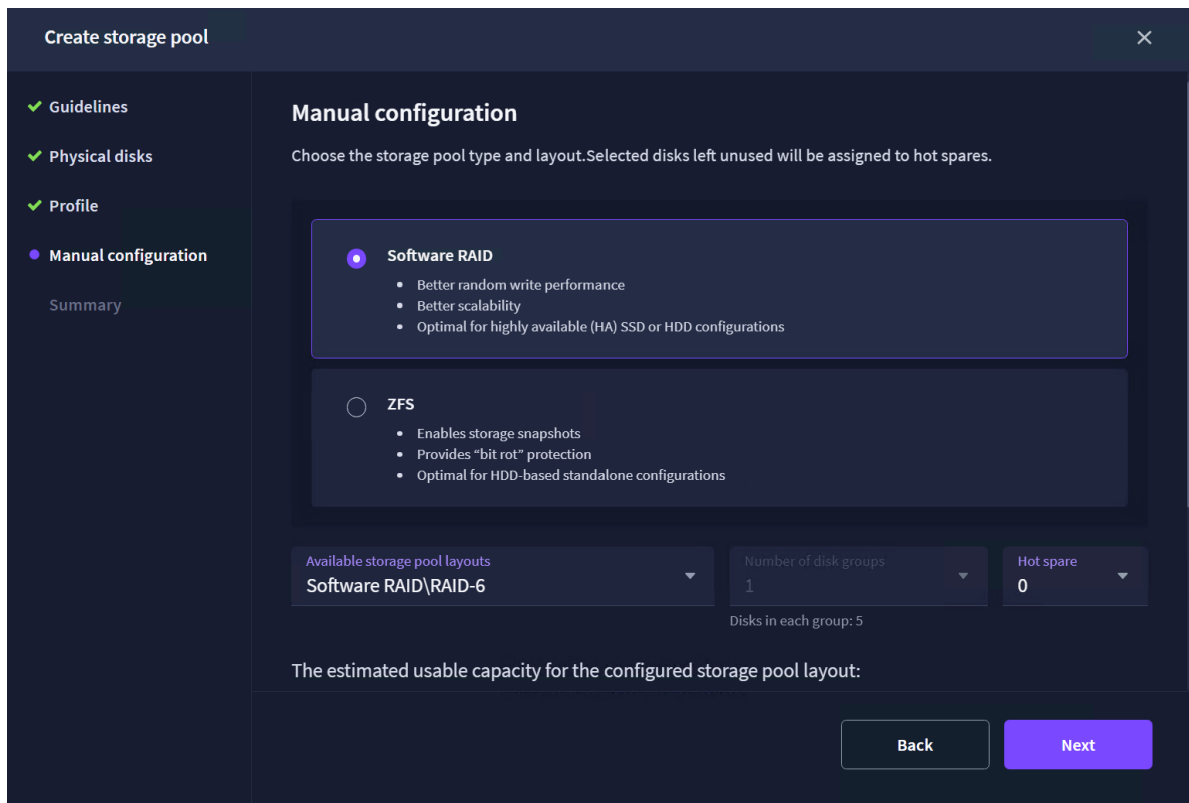 Create storage pool
Guidelines
Physical disks
Profile
Manual configuration
Summary
Manual configuration
Choose the storage pool type and layout.Selected disks left unused will be assigned to hot spares.
Software RAID
Better random write performance
Better scalability
Optimal for highly available (HA) SSD or HDD configurations
ZFS
Enables storage snapshots
Provides “bit rot” protection
Optimal for HDD-based standalone configurations
Available storage pool layouts
Software RAID\RAID-6
Number of disk groups
1
Disks in each group: 5
Hot spare
0
The estimated usable capacity for the configured storage pool layout:
Back
Next